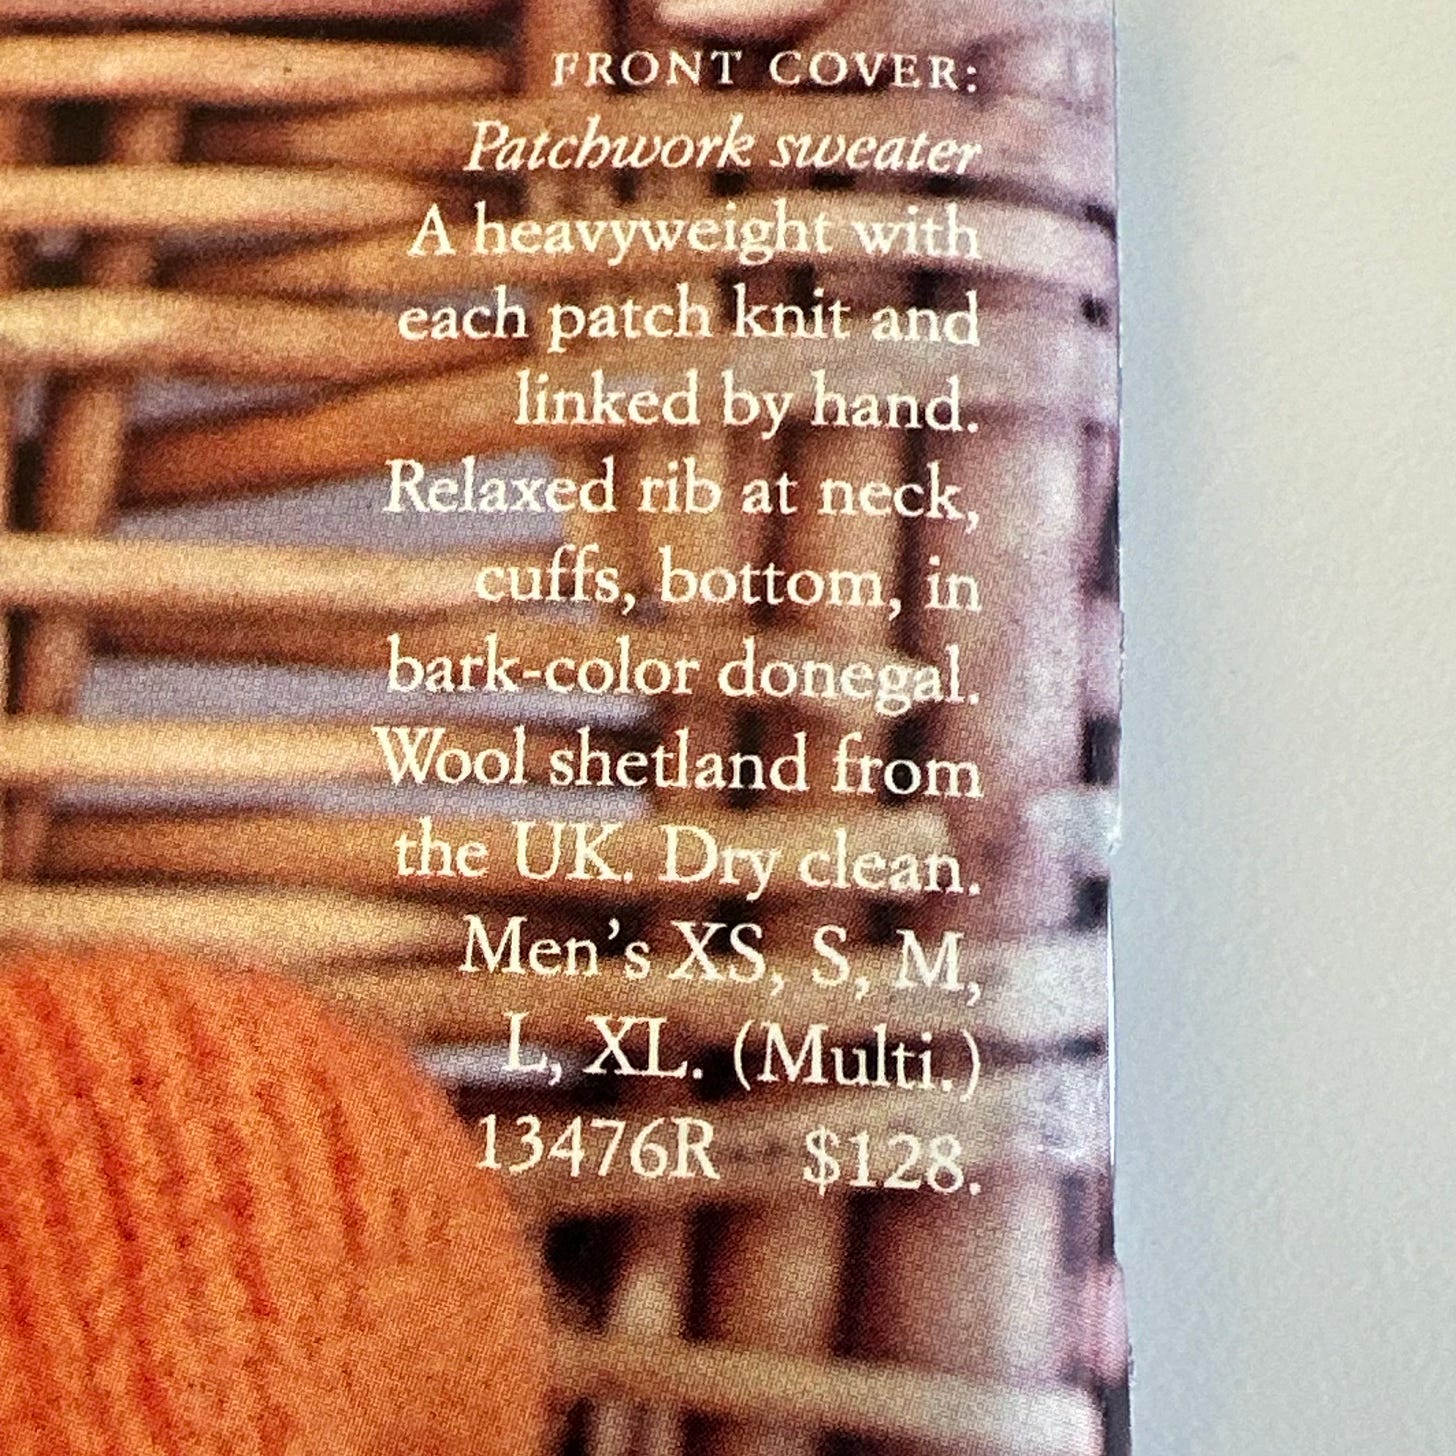 FRONT COVER:
Patchwork sweater
A heavyweight with
each patch knit and
linked by hand.
Relaxed rib at neck,
cuffs, bottom, in
bark-color donegal.
Wool shetland from
the UK. Dry clean.
Men's XS, S, M,
L, XL. (Multi.)
13476R $128.